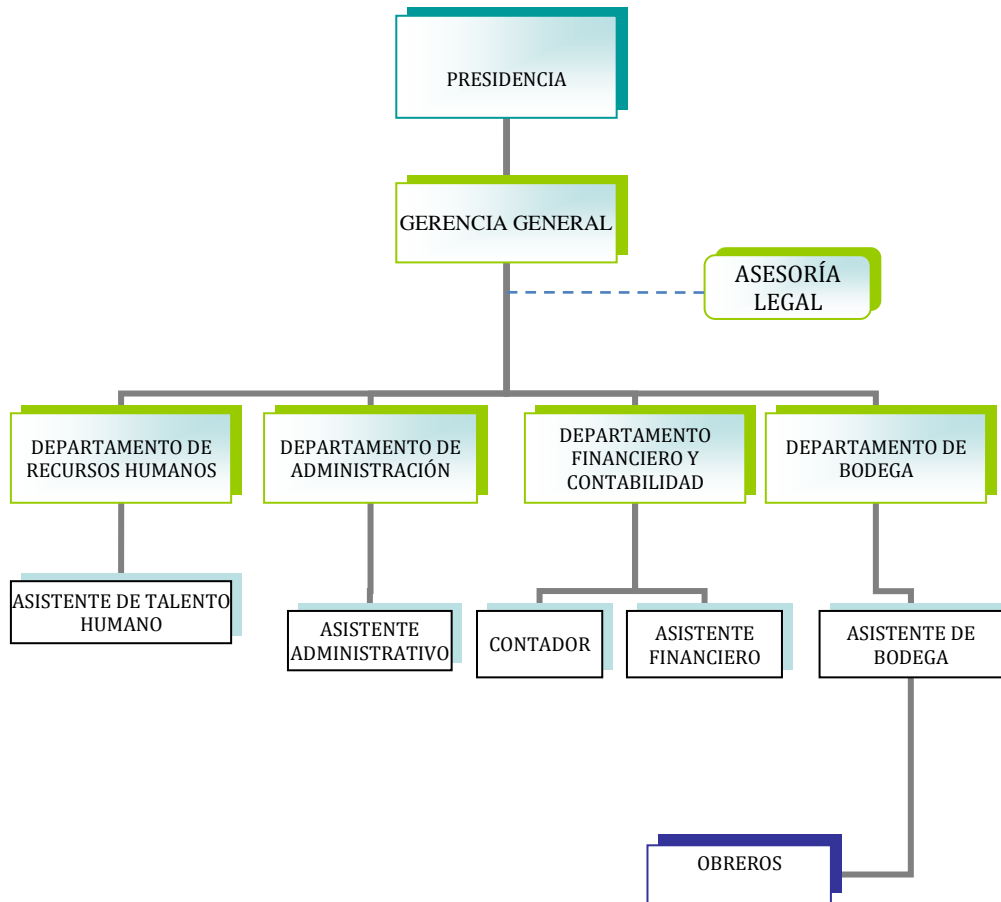 PRESIDENCIA
GERENCIA GENERAL
ASESORÍA
LEGAL
DEPARTAMENTO DE
RECURSOS HUMANOS
DEPARTAMENTO DE
ADMINISTRACIÓN
DEPARTAMENTO
FINANCIERO Y
CONTABILIDAD
DEPARTAMENTO DE
BODEGA
ASISTENTE DE TALENTO
HUMANO
ASISTENTE
ADMINISTRATIVO
CONTADOR
ASISTENTE
FINANCIERO
ASISTENTE DE
BODEGA
OBREROS